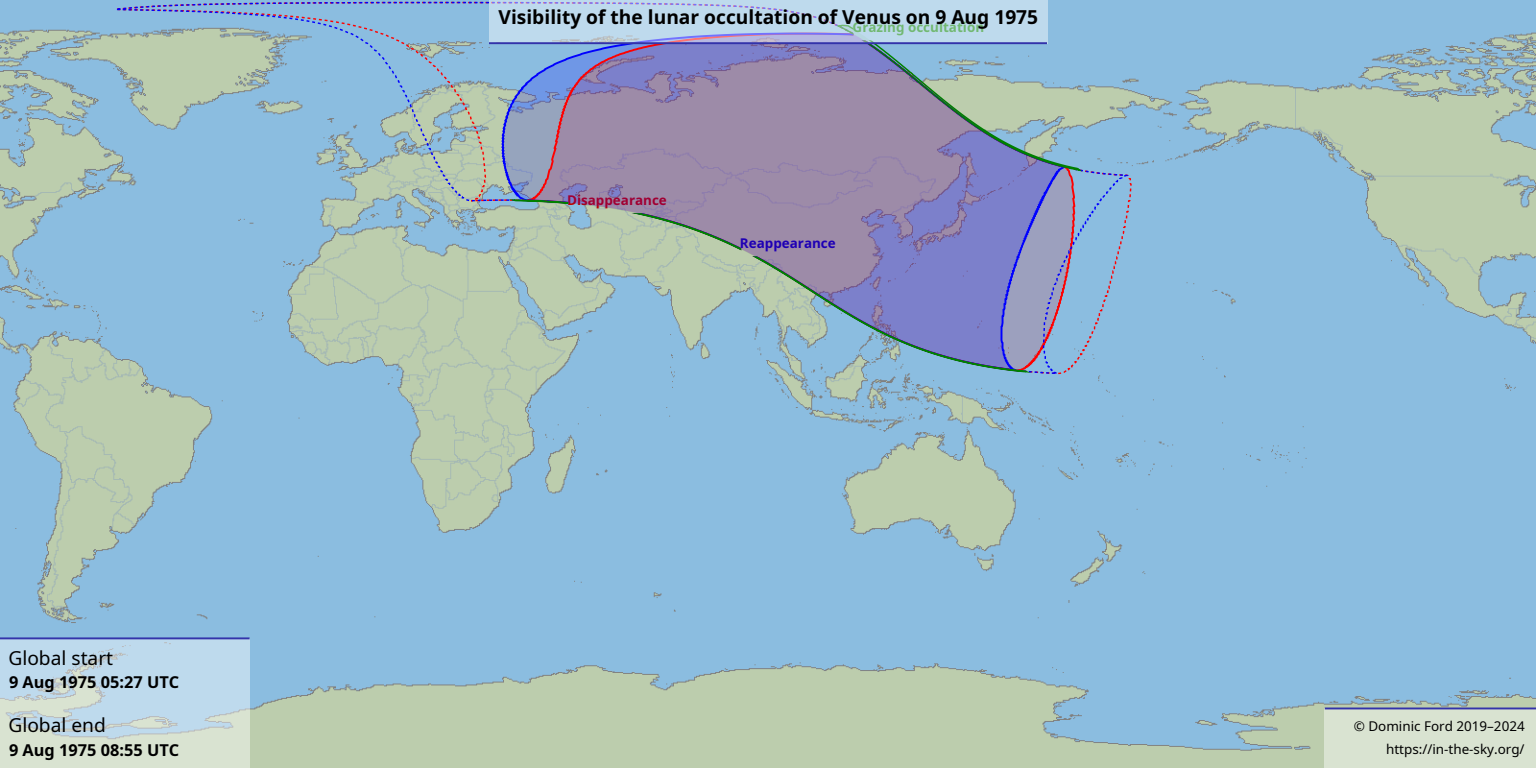 Visibility of the lunar occultation of Venus on 9 Aug 1975
Grazing occultation
Disappearance
Reappearance
Global start
9 Aug 1975 05:27 UTC
Global end
9 Aug 1975 08:55 UTC
© Dominic Ford 2019–2024
https://in-the-sky.org/